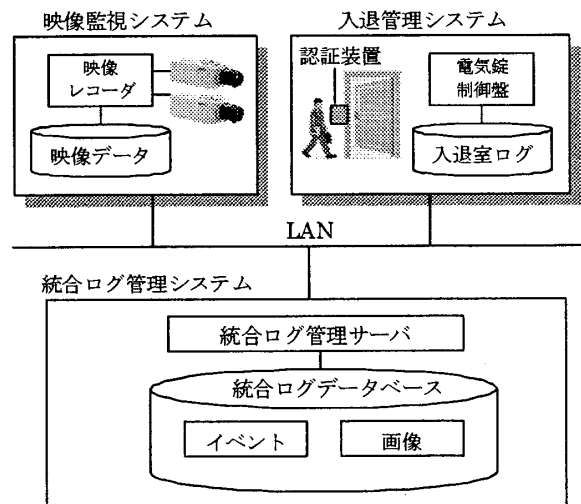 映像監視システム
入退管理システム
映像
レコーダ
映像データ
認証装置
電気錠
制御盤
入退室ログ
LAN
統合ログ管理システム
統合ログ管理サーバ
統合ログデータベース
イベント
画像